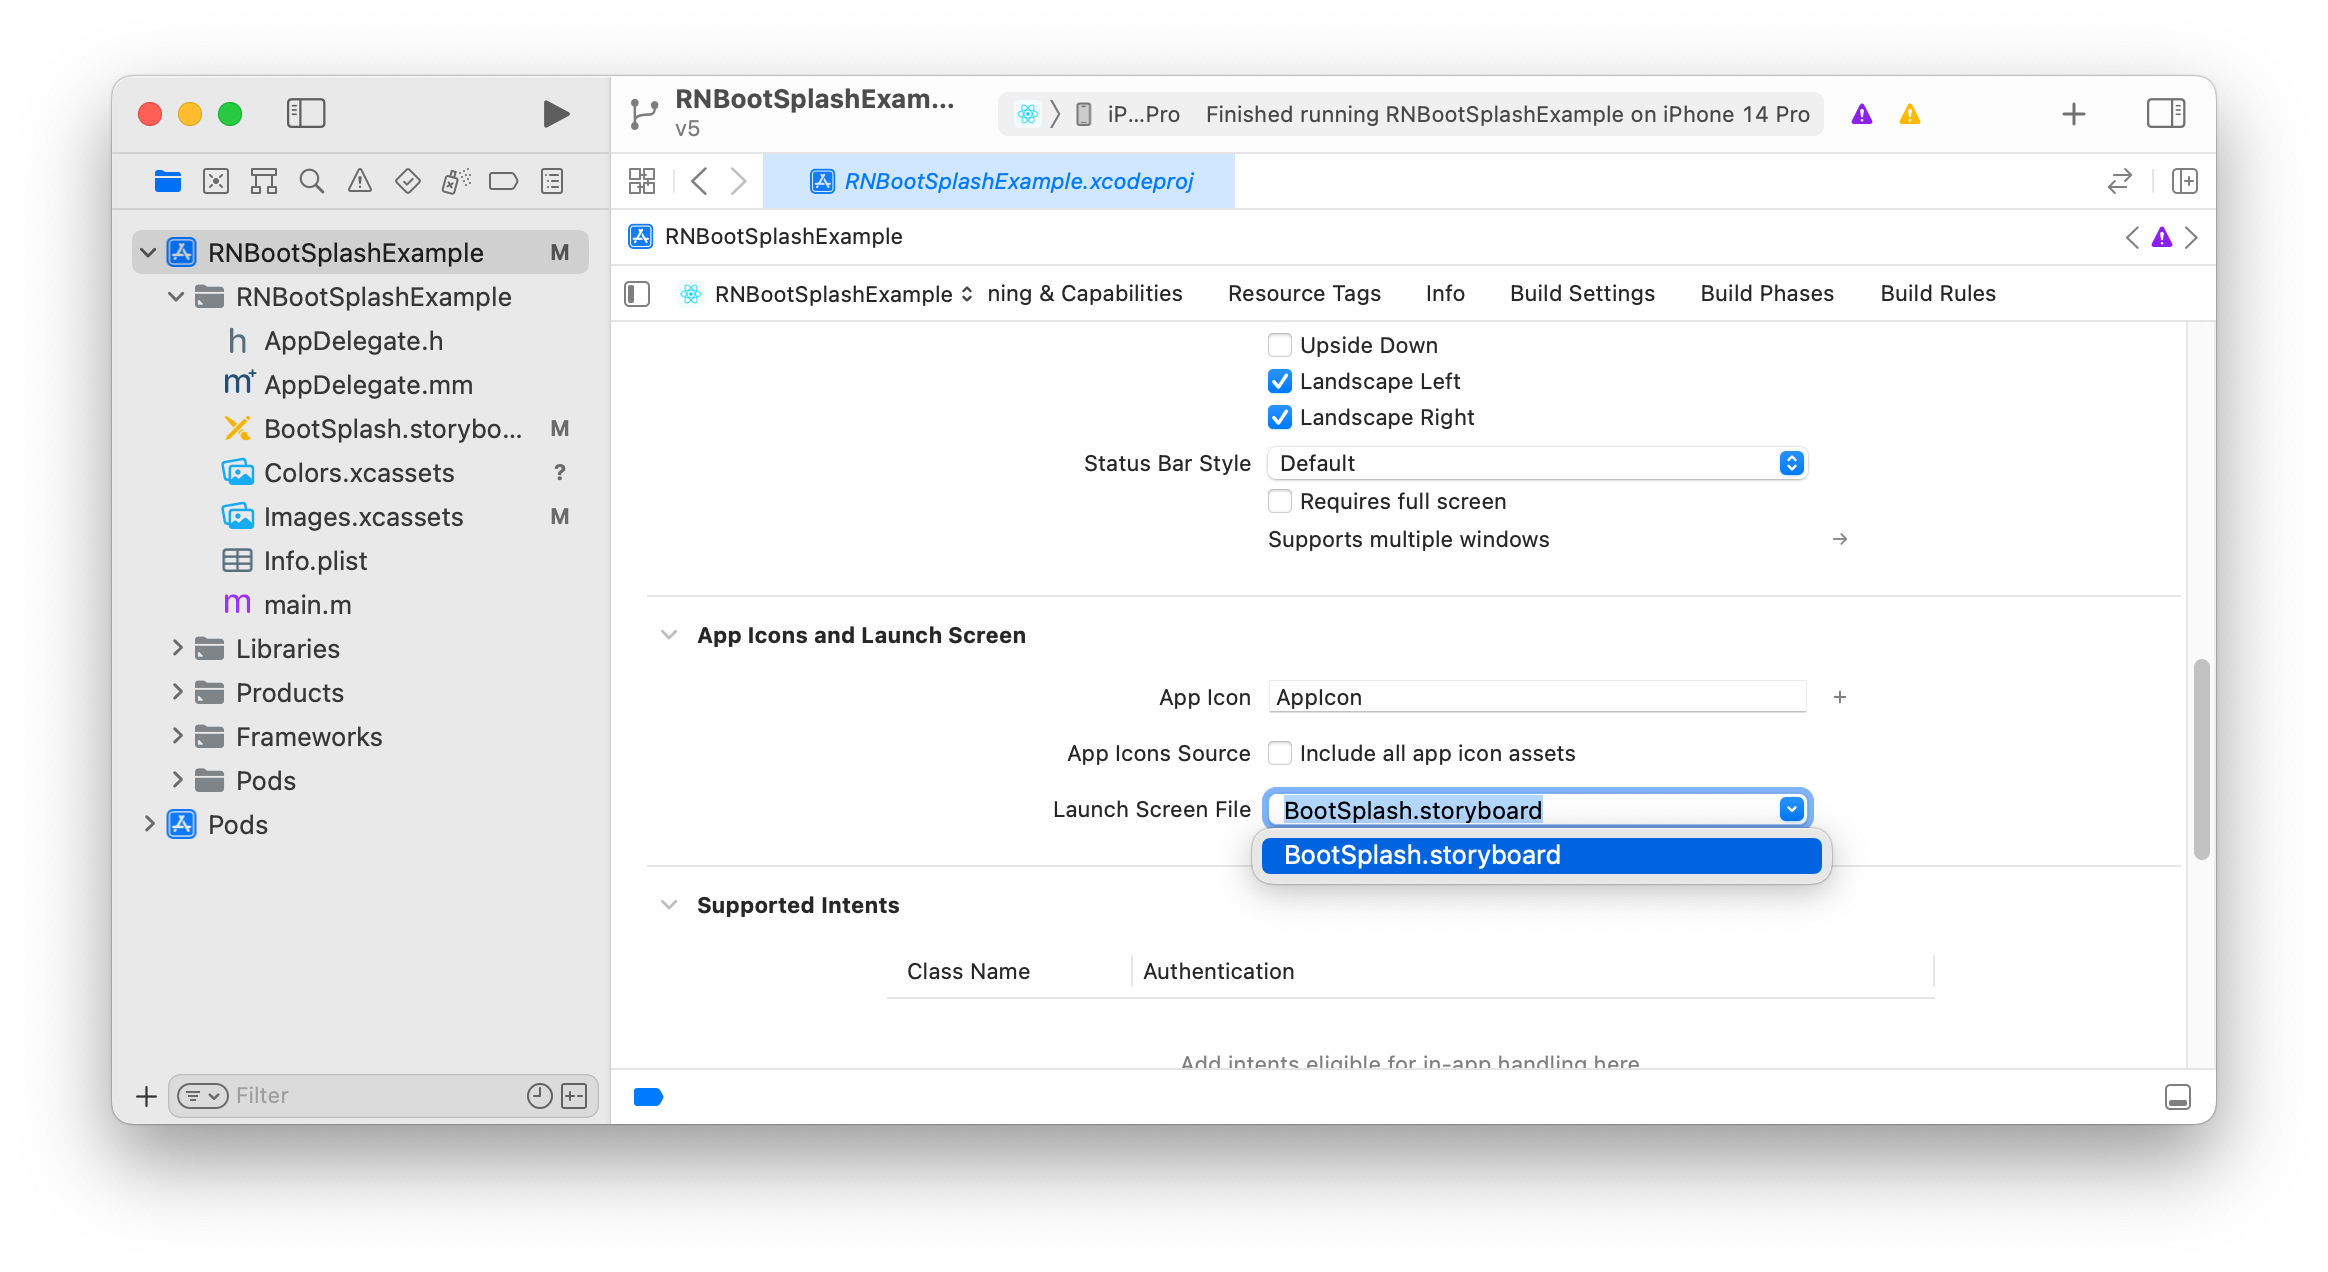 RNBootSplashExam...
v5
iP...Pro
Finished running RNBootSplashExample on iPhone 14 Pro
RNBootSplashExample.xcodeproj
RNBootSplashExample M
RNBootSplashExample
AppDelegate.h
AppDelegate.mm
BootSplash.storybo... M
Colors.xcassets ?
Images.xcassets M
Info.plist
main.m
Libraries
Products
Frameworks
Pods
Pods
Filter
RNBootSplashExample
RNBootSplashExample ning & Capabilities Resource Tags Info Build Settings Build Phases Build Rules
Upside Down
Landscape Left
Landscape Right
Status Bar Style Default
Requires full screen
Supports multiple windows
App Icons and Launch Screen
App Icon AppIcon
App Icons Source Include all app icon assets
Launch Screen File BootSplash.storyboard
BootSplash.storyboard
Supported Intents
Class Name Authentication
Add intents eligible for in-app handling here